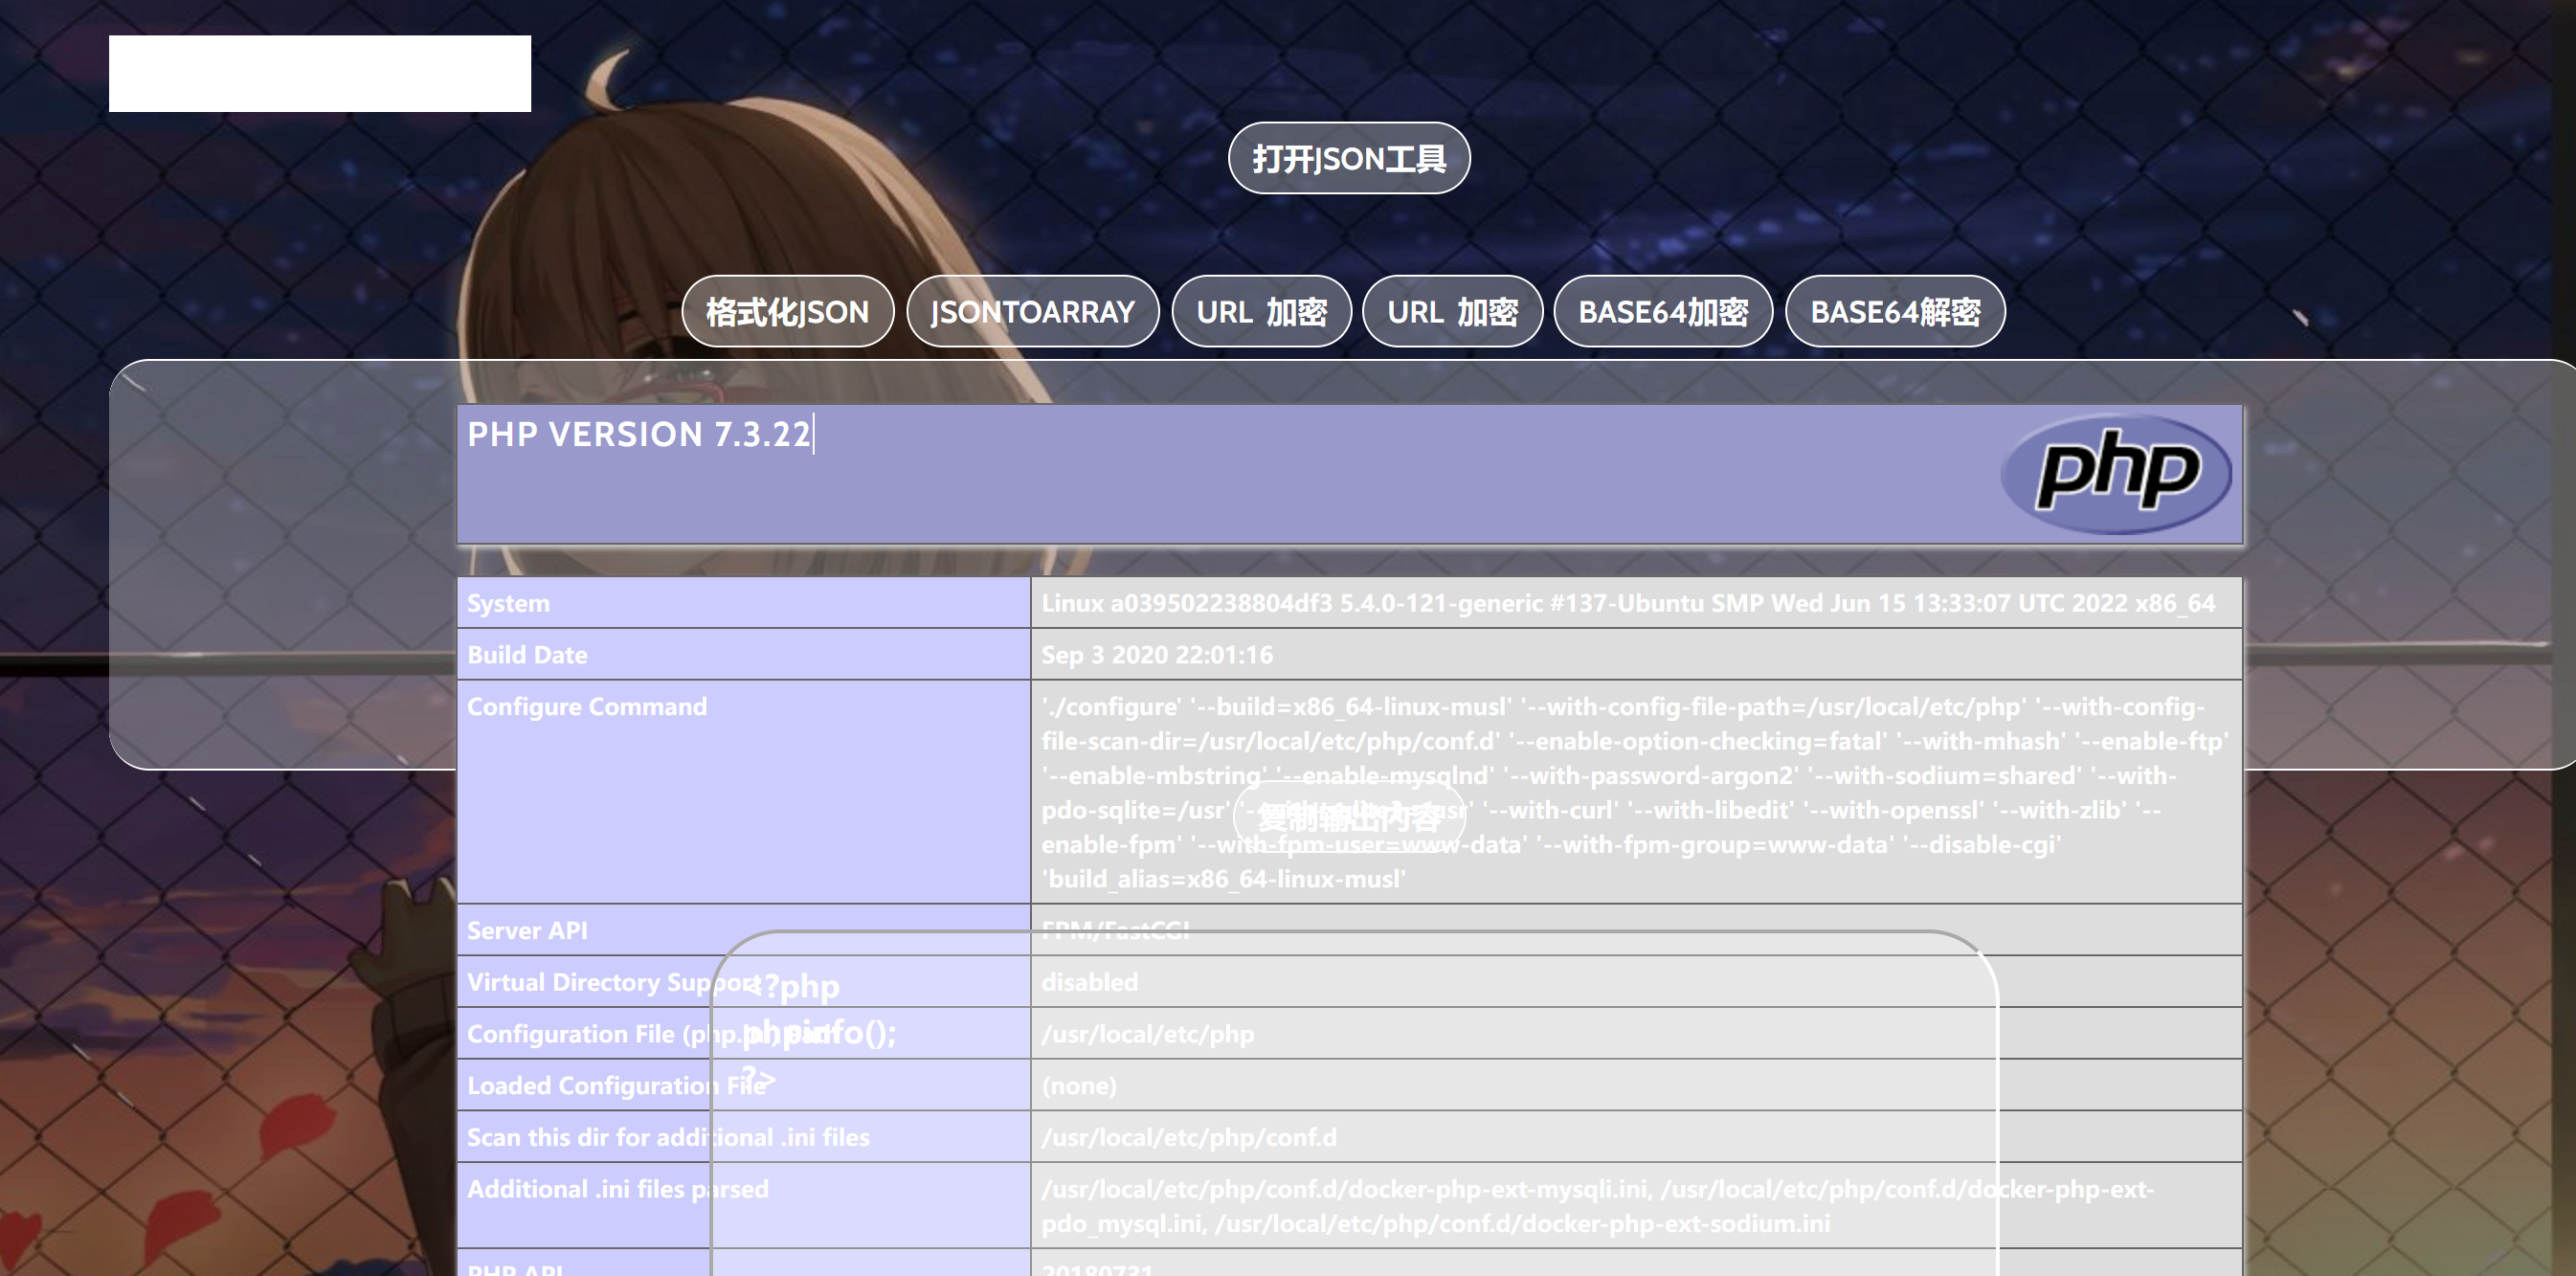 打开JSON工具
格式化JSON JSONTOARRAY URL 加密 URL 加密 BASE64加密 BASE64解密
PHP VERSION 7.3.22
php
System Linux a039502238804df3 5.4.0-121-generic #137-Ubuntu SMP Wed Jun 15 13:33:07 UTC 2022 x86_64
Build Date Sep 3 2020 22:01:16
Configure Command './configure' '--build=x86_64-linux-musl' '--with-config-file-path=/usr/local/etc/php' '--with-config-
file-scan-dir=/usr/local/etc/php/conf.d' '--enable-option-checking=fatal' '--with-mhash' '--enable-ftp'
'--enable-mbstring' '--enable-mysqlnd' '--with-password-argon2' '--with-sodium=shared' '--with-
pdo-sqlite=/usr' '--with-sqlite3=/usr' '--with-curl' '--with-libedit' '--with-openssl' '--with-zlib' '--
复制输出内容
enable-fpm' '--with-fpm-user=www-data' '--with-fpm-group=www-data' '--disable-cgi'
'build_alias=x86_64-linux-musl'
Server API FPM/FastCGI
Virtual Directory Support disabled
<?php
Configuration File (php.ini) Path /usr/local/etc/php
phpinfo();
Loaded Configuration File (none)
?>
Scan this dir for additional .ini files /usr/local/etc/php/conf.d
Additional .ini files parsed /usr/local/etc/php/conf.d/docker-php-ext-mysqli.ini, /usr/local/etc/php/conf.d/docker-php-ext-
pdo_mysql.ini, /usr/local/etc/php/conf.d/docker-php-ext-sodium.ini
PHP API 20180731